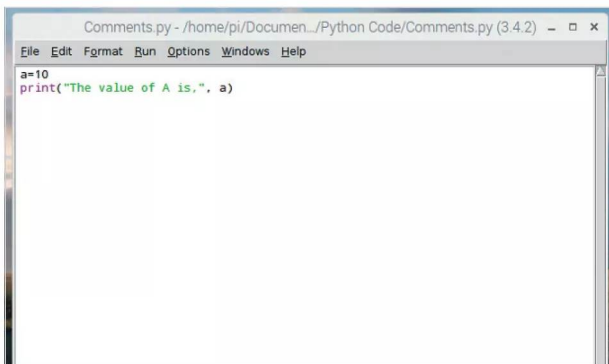 Comments.py - /home/pi/Documen.../Python Code/Comments.py (3.4.2)
File Edit Format Run Options Windows Help
a=10
print("The value of A is,", a)